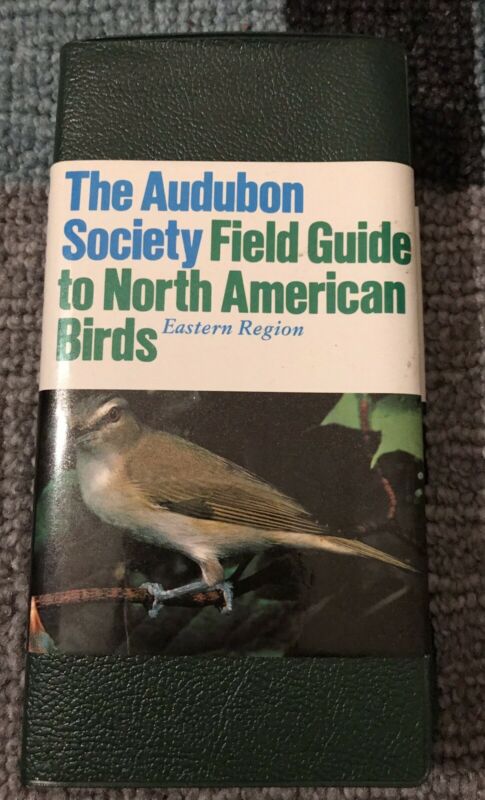 The Audubon
Society Field Guide
to North American
Birds Eastern Region